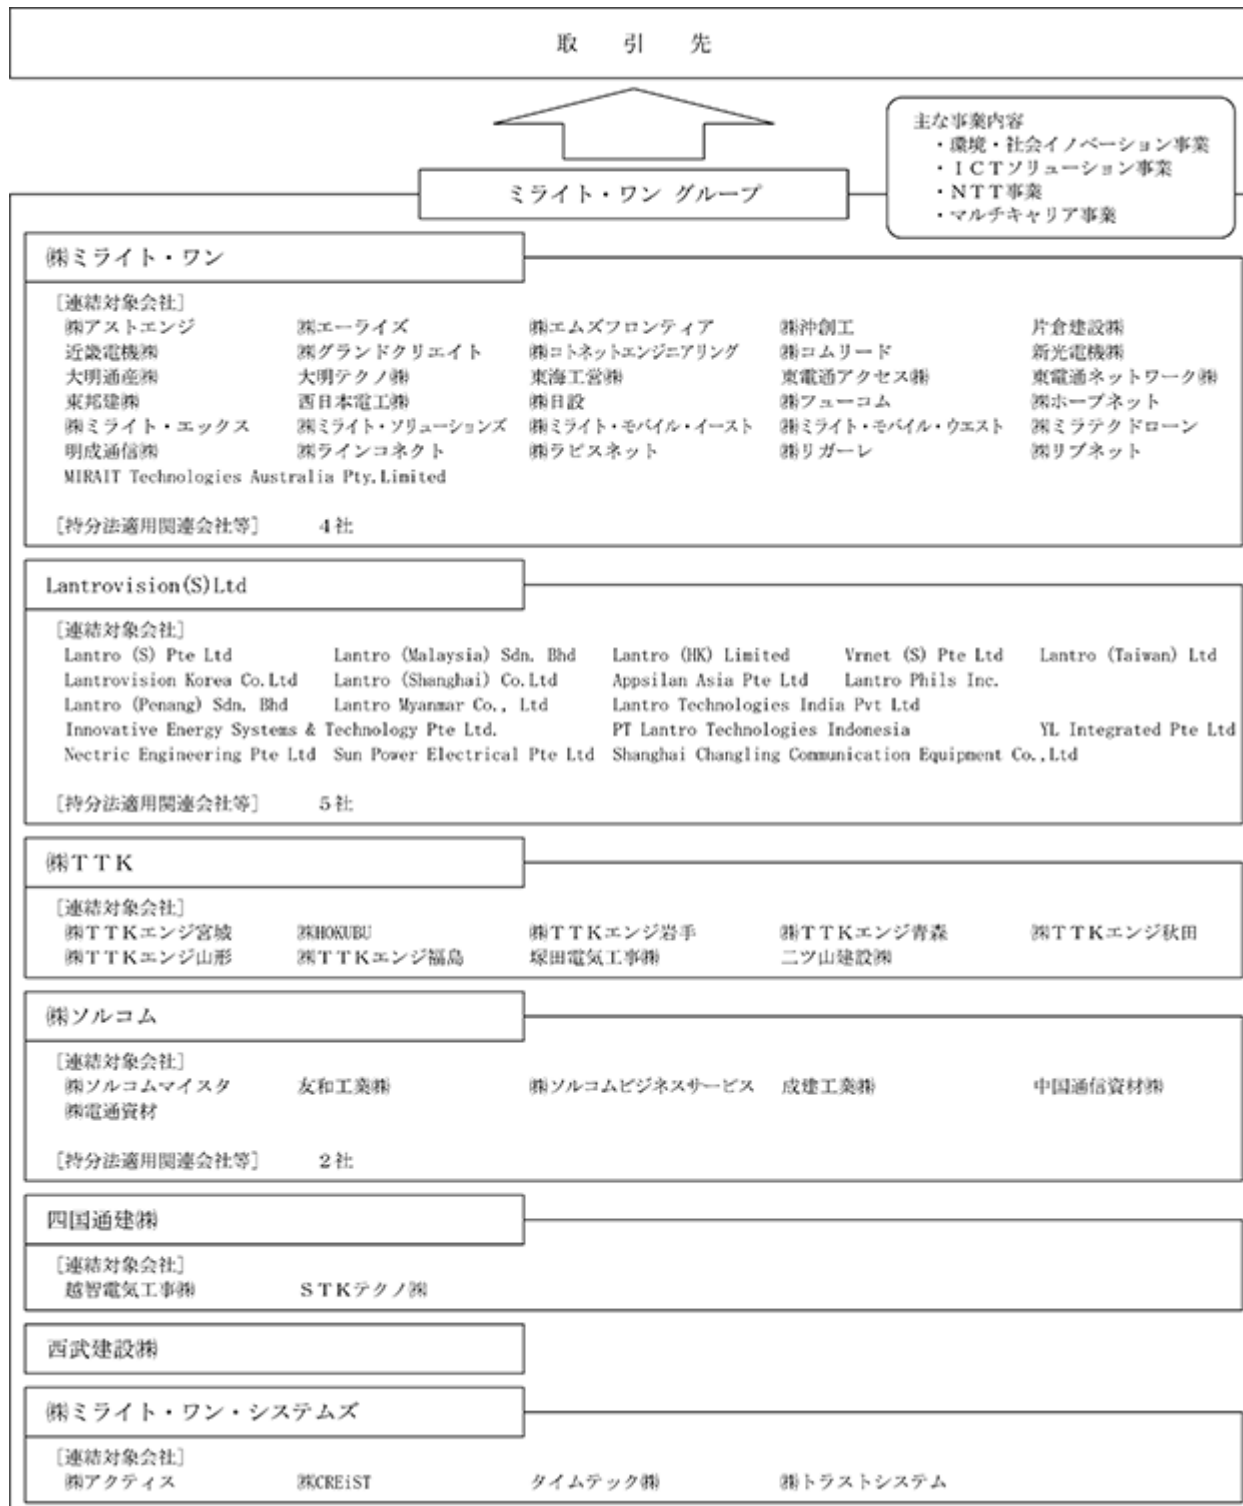 取引先
主な事業内容
・環境・社会イノベーション事業
・ＩＣＴソリューション事業
・ＮＴＴ事業
・マルチキャリア事業
ミライト・ワン グループ
㈱ミライト・ワン
［連結対象会社］
㈱アストエンジ ㈱エーライズ ㈱エムズフロンティア ㈱沖創工 片倉建設㈱
近畿電機㈱ ㈱グランドクリエイト ㈱コトネットエンジニアリング ㈱コムリード 新光電機㈱
大明通産㈱ 大明テクノ㈱ 東海工営㈱ 東電通アクセス㈱ 東電通ネットワーク㈱
東邦建㈱ 西日本電工㈱ ㈱日設 ㈱フューコム ㈱ホープネット
㈱ミライト・エックス ㈱ミライト・ソリューションズ ㈱ミライト・モバイル・イースト ㈱ミライト・モバイル・ウエスト ㈱ミラテクドローン
明成通信㈱ ㈱ラインコネクト ㈱ラピスネット ㈱リガーレ ㈱リブネット
MIRAIT Technologies Australia Pty.Limited
［持分法適用関連会社等］ ４社
Lantrovision(S)Ltd
［連結対象会社］
Lantro (S) Pte Ltd Lantro (Malaysia) Sdn. Bhd Lantro (HK) Limited Vrnet (S) Pte Ltd Lantro (Taiwan) Ltd
Lantrovision Korea Co.Ltd Lantro (Shanghai) Co.Ltd Appsilan Asia Pte Ltd Lantro Phils Inc.
Lantro (Penang) Sdn. Bhd Lantro Myanmar Co., Ltd Lantro Technologies India Pvt Ltd
Innovative Energy Systems & Technology Pte Ltd. PT Lantro Technologies Indonesia YL Integrated Pte Ltd
Nectric Engineering Pte Ltd Sun Power Electrical Pte Ltd Shanghai Changling Communication Equipment Co.,Ltd
［持分法適用関連会社等］ ５社
㈱ＴＴＫ
［連結対象会社］
㈱ＴＴＫエンジ宮城 ㈱HOKUBU ㈱ＴＴＫエンジ岩手 ㈱ＴＴＫエンジ青森 ㈱ＴＴＫエンジ秋田
㈱ＴＴＫエンジ山形 ㈱ＴＴＫエンジ福島 塚田電気工事㈱ 二ツ山建設㈱
㈱ソルコム
［連結対象会社］
㈱ソルコムマイスタ 友和工業㈱ ㈱ソルコムビジネスサービス 成建工業㈱ 中国通信資材㈱
㈱電通資材
［持分法適用関連会社等］ ２社
四国通建㈱
［連結対象会社］
越智電気工事㈱ ＳＴＫテクノ㈱
西武建設㈱
㈱ミライト・ワン・システムズ
［連結対象会社］
㈱アクティス ㈱CREiST タイムテック㈱ ㈱トラストシステム